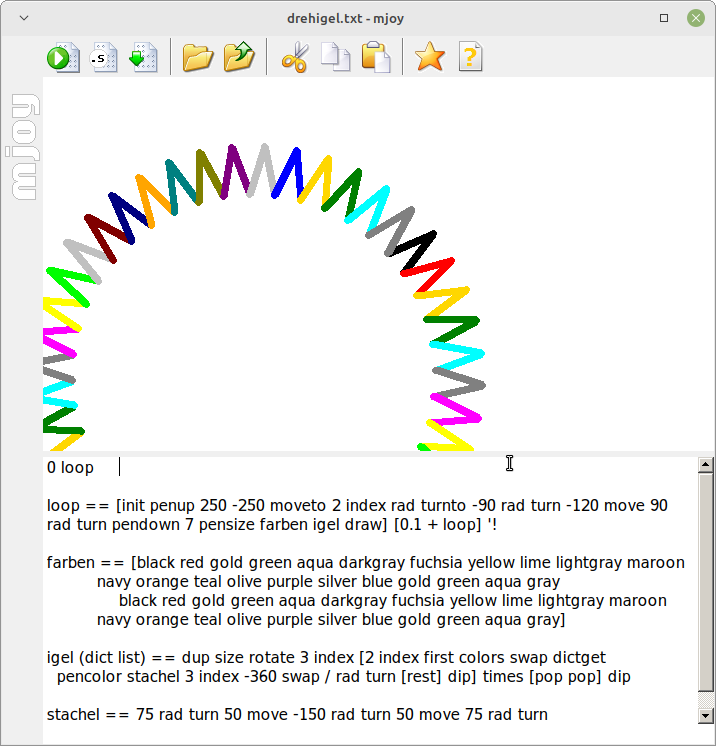 drehigel.txt - mjoy
.S
?
mjoy
0 loop
loop == [init penup 250 -250 moveto 2 index rad turnto -90 rad turn -120 move 90
rad turn pendown 7 pensize farben igel draw] [0.1 + loop] '!
farben == [black red gold green aqua darkgray fuchsia yellow lime lightgray maroon
navy orange teal olive purple silver blue gold green aqua gray
black red gold green aqua darkgray fuchsia yellow lime lightgray maroon
navy orange teal olive purple silver blue gold green aqua gray]
igel (dict list) == dup size rotate 3 index [2 index first colors swap dictget
pencolor stachel 3 index -360 swap / rad turn [rest] dip] times [pop pop] dip
stachel == 75 rad turn 50 move -150 rad turn 50 move 75 rad turn